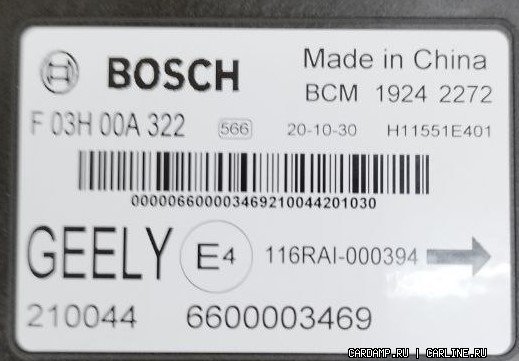 BOSCH Made in China
BCM 1924 2272
F 03H 00A 322 566 20-10-30 H11551E401
000006600003469210044201030
GEELY E4 116RAI-000394
210044 6600003469
CARDAMP.RU | CARLINE.RU